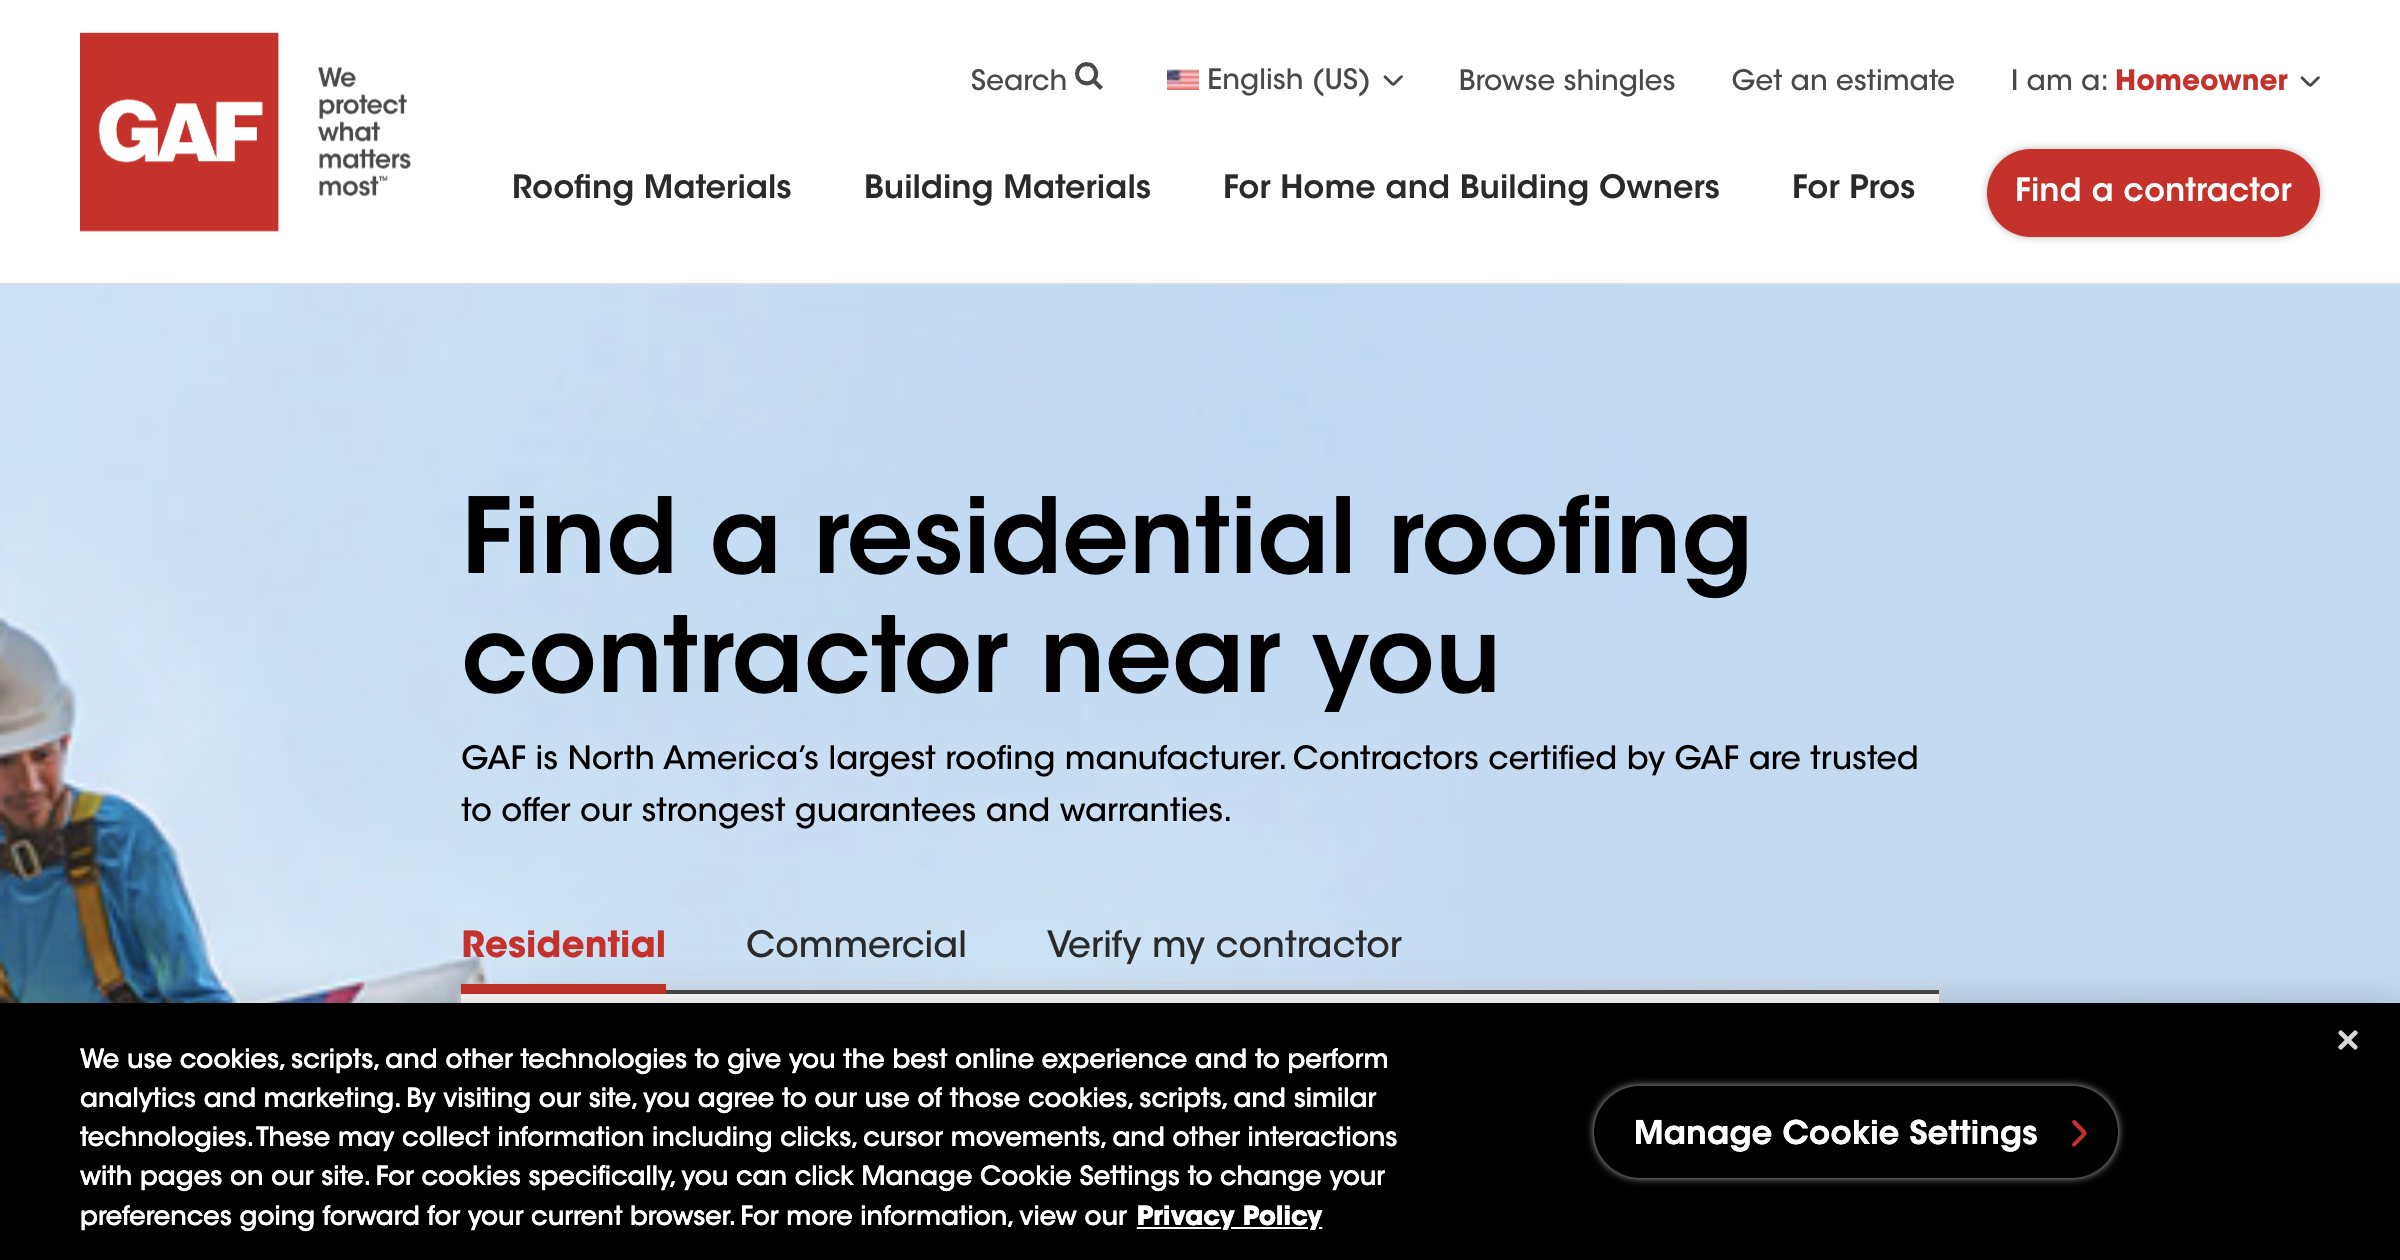 GAF
We
protect
what
matters
most™
Search
English (US)
Browse shingles
Get an estimate
I am a: Homeowner
Roofing Materials
Building Materials
For Home and Building Owners
For Pros
Find a contractor
Find a residential roofing
contractor near you
GAF is North America’s largest roofing manufacturer. Contractors certified by GAF are trusted
to offer our strongest guarantees and warranties.
Residential
Commercial
Verify my contractor
We use cookies, scripts, and other technologies to give you the best online experience and to perform
analytics and marketing. By visiting our site, you agree to our use of those cookies, scripts, and similar
technologies. These may collect information including clicks, cursor movements, and other interactions
with pages on our site. For cookies specifically, you can click Manage Cookie Settings to change your
preferences going forward for your current browser. For more information, view our Privacy Policy
Manage Cookie Settings